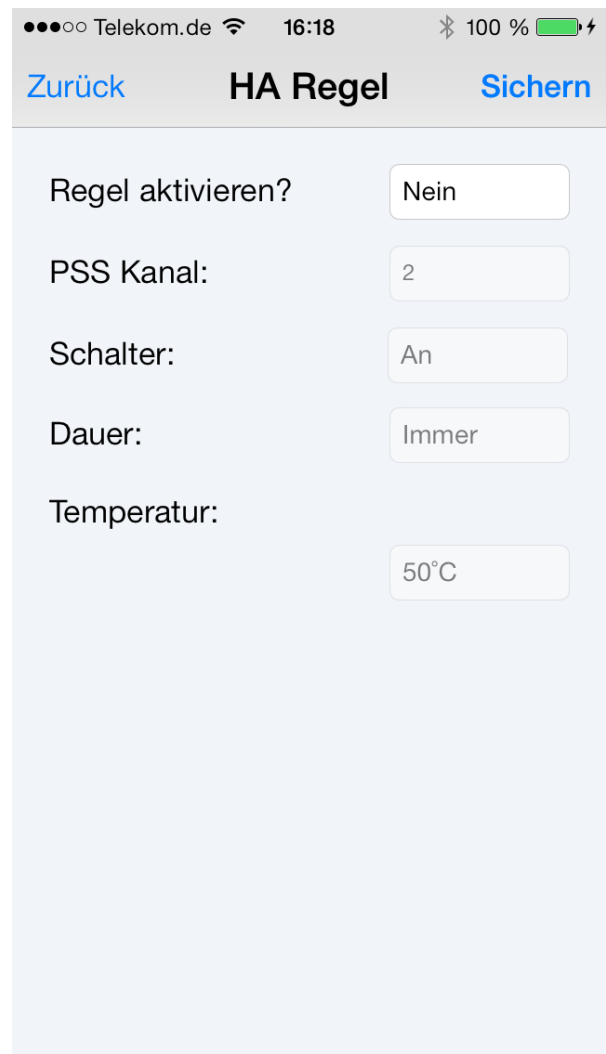 Telekom.de 16:18 100 %
Zurück HA Regel Sichern
Regel aktivieren? Nein
PSS Kanal: 2
Schalter: An
Dauer: Immer
Temperatur:
50°C